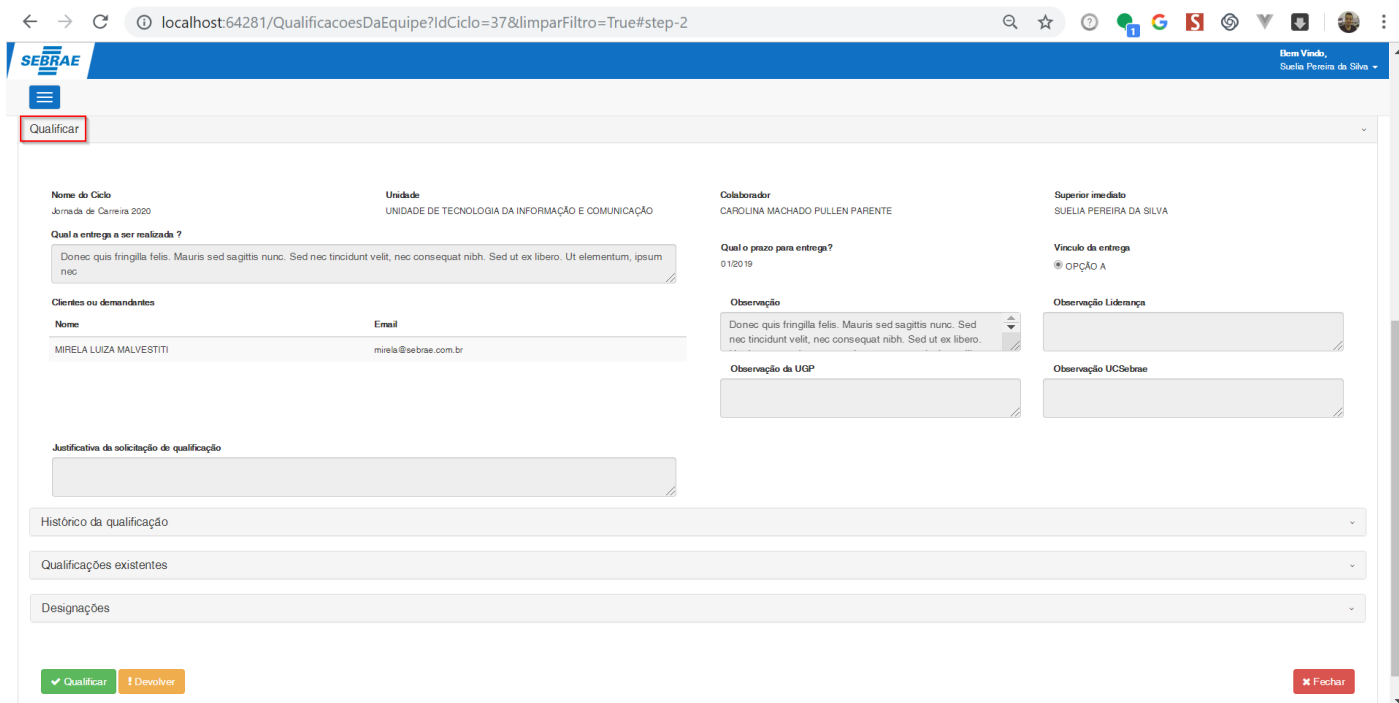 localhost:64281/QualificacoesDaEquipe?IdCiclo=37&limparFiltro=True#step-2
1
SEBRAE
Bem Vindo,
Suelia Pereira da Silva
Qualificar
Nome do Ciclo
Jornada de Carreira 2020
Unidade
UNIDADE DE TECNOLOGIA DA INFORMAÇÃO E COMUNICAÇÃO
Colaborador
CAROLINA MACHADO PULLEN PARENTE
Superior imediato
SUELIA PEREIRA DA SILVA
Qual a entrega a ser realizada ?
Donec quis fringilla felis. Mauris sed sagittis nunc. Sed nec tincidunt velit, nec consequat nibh. Sed ut ex libero. Ut elementum, ipsum
nec
Qual o prazo para entrega?
01/2019
Vinculo da entrega
OPÇÃO A
Clientes ou demandantes
Nome Email
MIRELA LUIZA MALVESTITI mirela@sebrae.com.br
Observação
Donec quis fringilla felis. Mauris sed sagittis nunc. Sed
nec tincidunt velit, nec consequat nibh. Sed ut ex libero.
Observação Liderança
Observação da UGP
Observação UCSebrae
Justificativa da solicitação de qualificação
Histórico da qualificação
Qualificações existentes
Designações
Qualificar
Devolver
Fechar